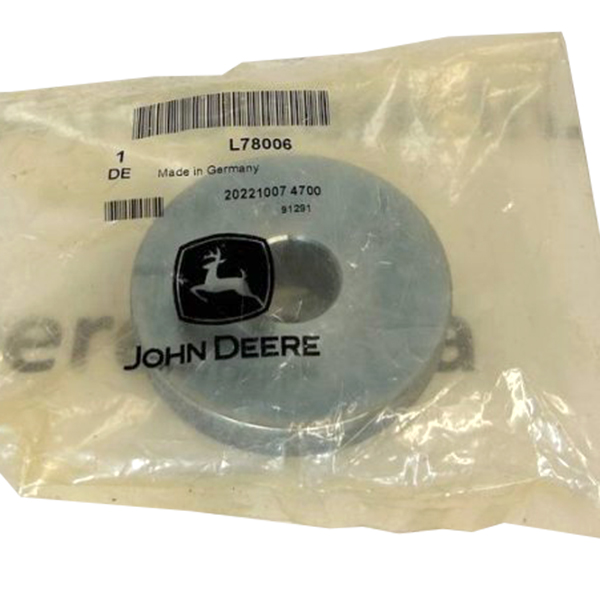 L78006
1
DE Made in Germany
20221007 4700
91291
JOHN DEERE